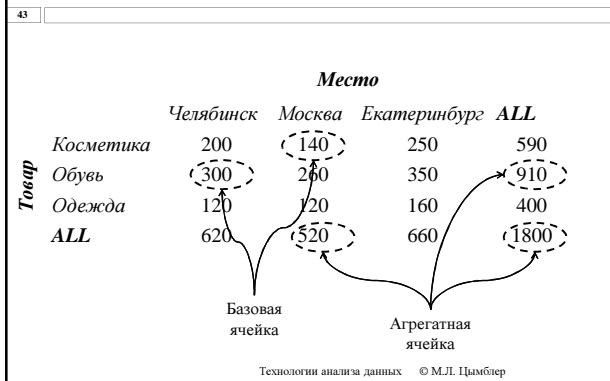 43
Место
Челябинск Москва Екатеринбург ALL
Товар
Косметика 200 140 250 590
Обувь 300 260 350 910
Одежда 120 120 160 400
ALL 620 520 660 1800
Базовая
ячейка
Агрегатная
ячейка
Технологии анализа данных © М.Л. Цымблер